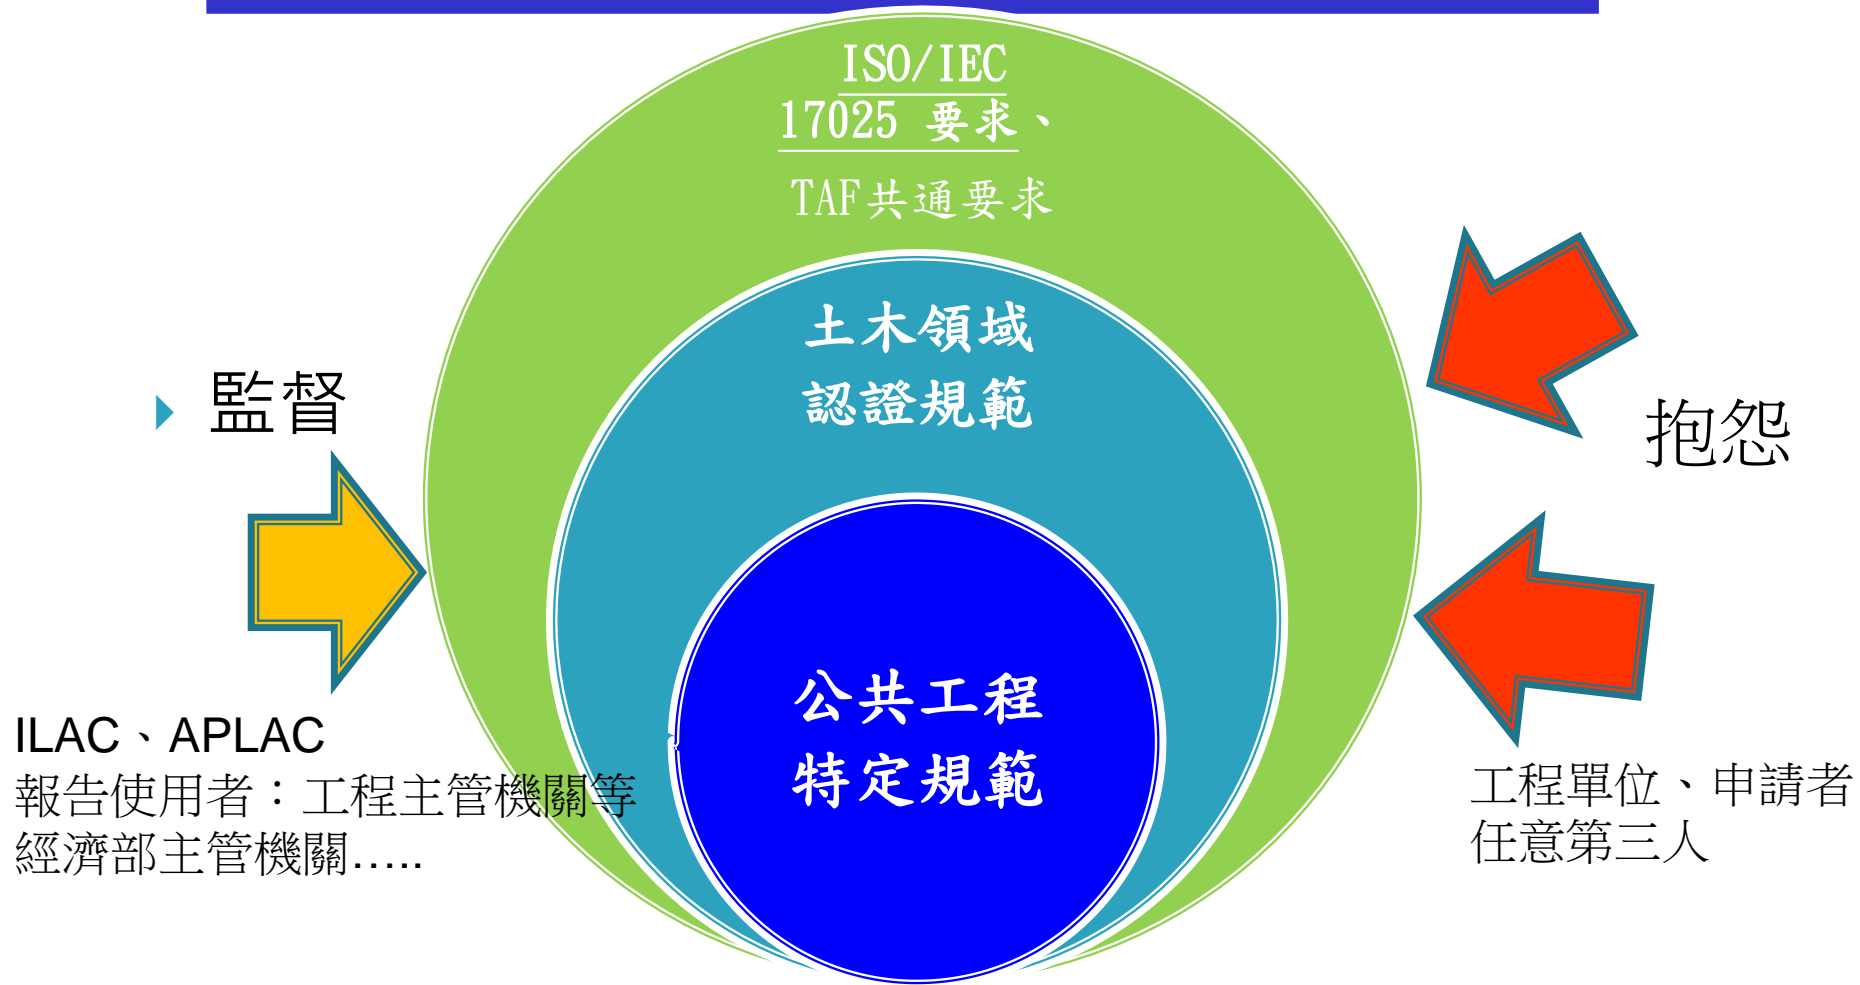 ISO/IEC
17025 要求、
TAF共通要求
土木領域
認證規範
監督
抱怨
公共工程
特定規範
ILAC、APLAC
報告使用者：工程主管機關等
經濟部主管機關…..
工程單位、申請者
任意第三人